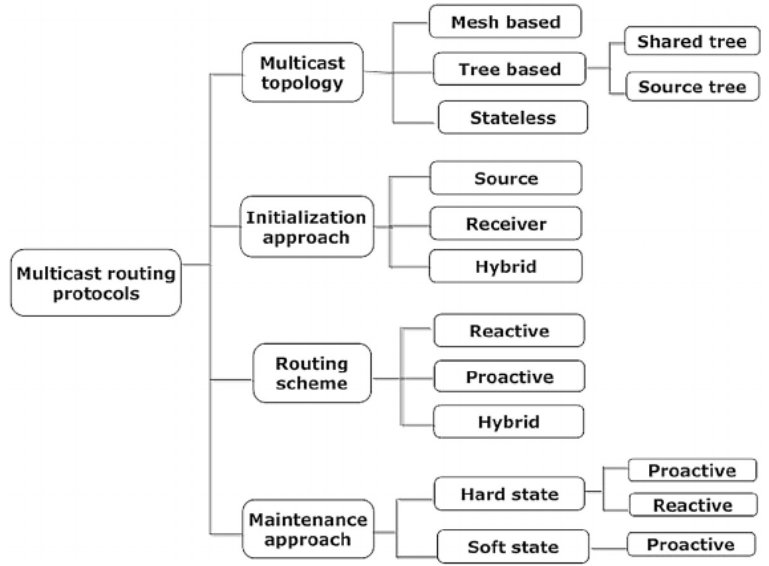 Multicast routing
protocols
Multicast
topology
Mesh based
Tree based
Shared tree
Source tree
Stateless
Initialization
approach
Source
Receiver
Hybrid
Routing
scheme
Reactive
Proactive
Hybrid
Maintenance
approach
Hard state
Proactive
Reactive
Soft state
Proactive